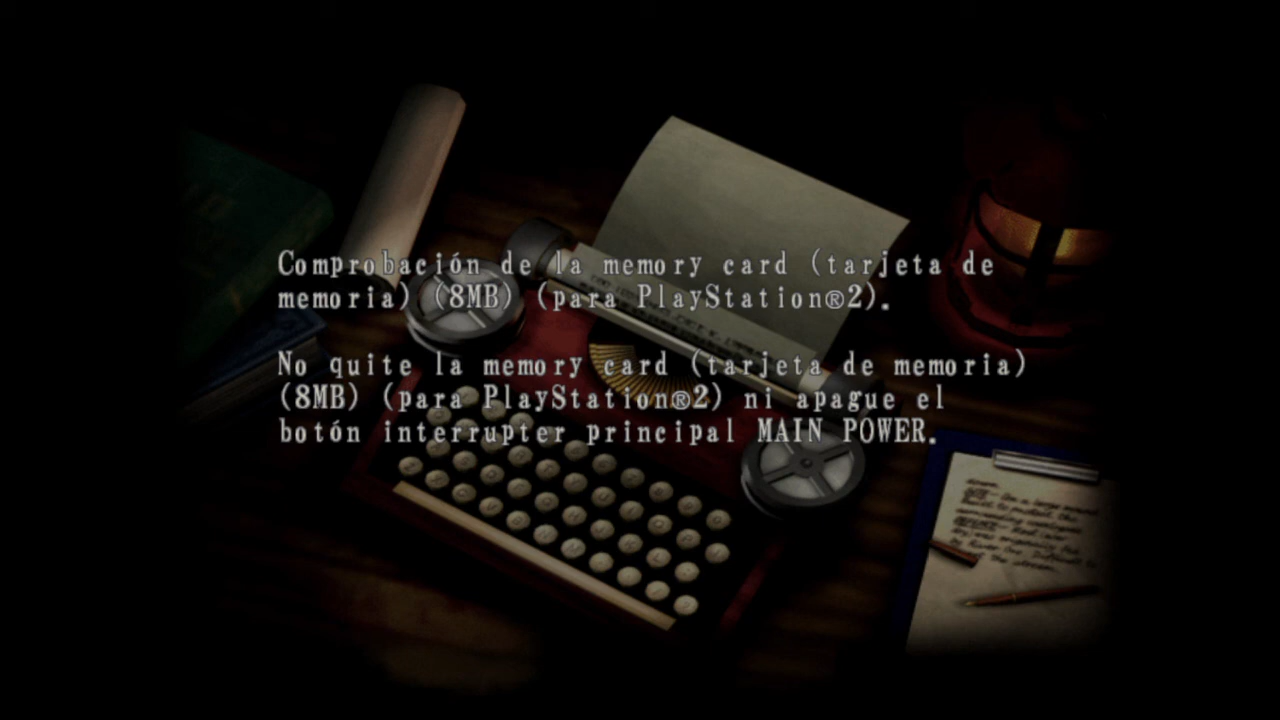 Comprobación de la memory card (tarjeta de
memoria) (8MB) (para PlayStation®2).
No quite la memory card (tarjeta de memoria)
(8MB) (para PlayStation®2) ni apague el
botón interrupter principal MAIN POWER.